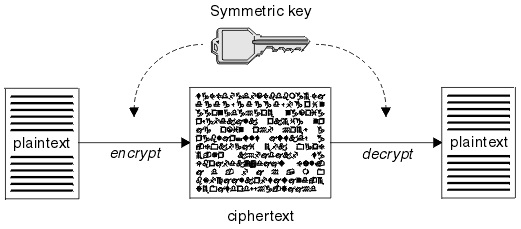 Symmetric key
plaintext
encrypt
decrypt
plaintext
ciphertext